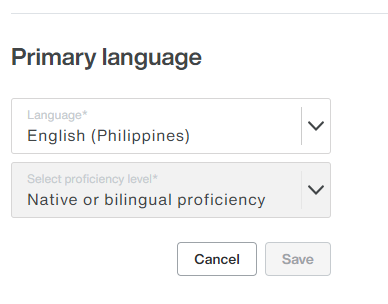 Primary language
Language*
English (Philippines)
Select proficiency level*
Native or bilingual proficiency
Cancel Save